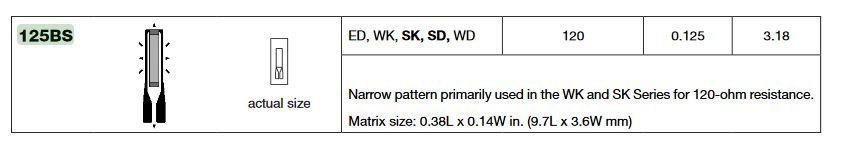 125BS
actual size
ED, WK, SK, SD, WD
120
0.125
3.18
Narrow pattern primarily used in the WK and SK Series for 120-ohm resistance.
Matrix size: 0.38L x 0.14W in. (9.7L x 3.6W mm)